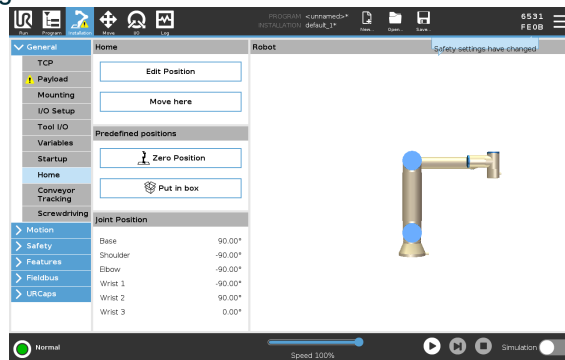 UR
Run
Program
Installation
Move
I/O
Log
PROGRAM <unnamed>*
INSTALLATION default_1*
New...
Open...
Save...
6531
FE0B
General
TCP
Payload
Mounting
I/O Setup
Tool I/O
Variables
Startup
Home
Conveyor
Tracking
Screwdriving
Motion
Safety
Features
Fieldbus
URCaps
Home
Edit Position
Move here
Predefined positions
Zero Position
Put in box
Joint Position
Base 90.00°
Shoulder -90.00°
Elbow -90.00°
Wrist 1 -90.00°
Wrist 2 90.00°
Wrist 3 0.00°
Robot
Safety settings have changed
Normal
Speed 100%
Simulation